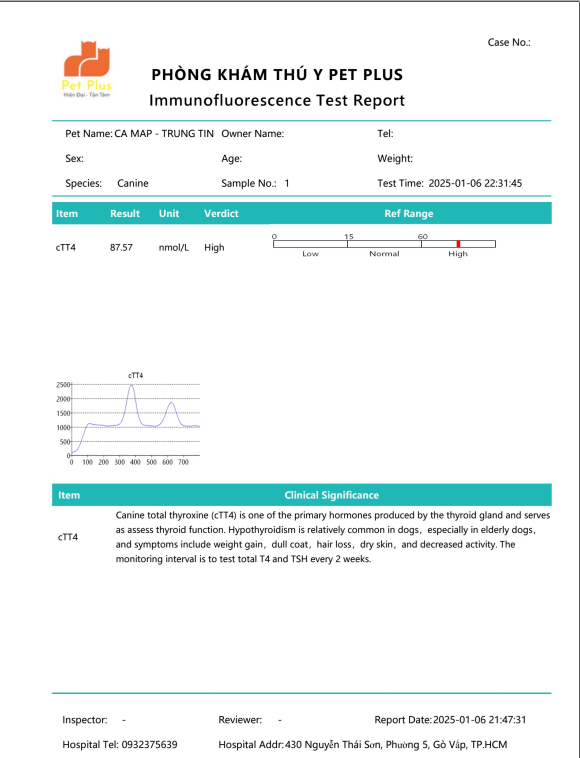 Case No.:
Pet Plus
Hiện Đại - Tận Tâm
PHÒNG KHÁM THÚ Y PET PLUS
Immunofluorescence Test Report
Pet Name: CA MAP - TRUNG TIN Owner Name: Tel:
Sex: Age: Weight:
Species: Canine Sample No.: 1 Test Time: 2025-01-06 22:31:45
Item Result Unit Verdict Ref Range
0 15 60
cTT4 87.57 nmol/L High
Low Normal High
cTT4
2500
2000
1500
1000
500
0
0 100 200 300 400 500 600 700
Item Clinical Significance
cTT4
Canine total thyroxine (cTT4) is one of the primary hormones produced by the thyroid gland and serves
as assess thyroid function. Hypothyroidism is relatively common in dogs, especially in elderly dogs,
and symptoms include weight gain, dull coat, hair loss, dry skin, and decreased activity. The
monitoring interval is to test total T4 and TSH every 2 weeks.
Inspector: - Reviewer: - Report Date: 2025-01-06 21:47:31
Hospital Tel: 0932375639 Hospital Addr: 430 Nguyễn Thái Sơn, Phường 5, Gò Vấp, TP.HCM